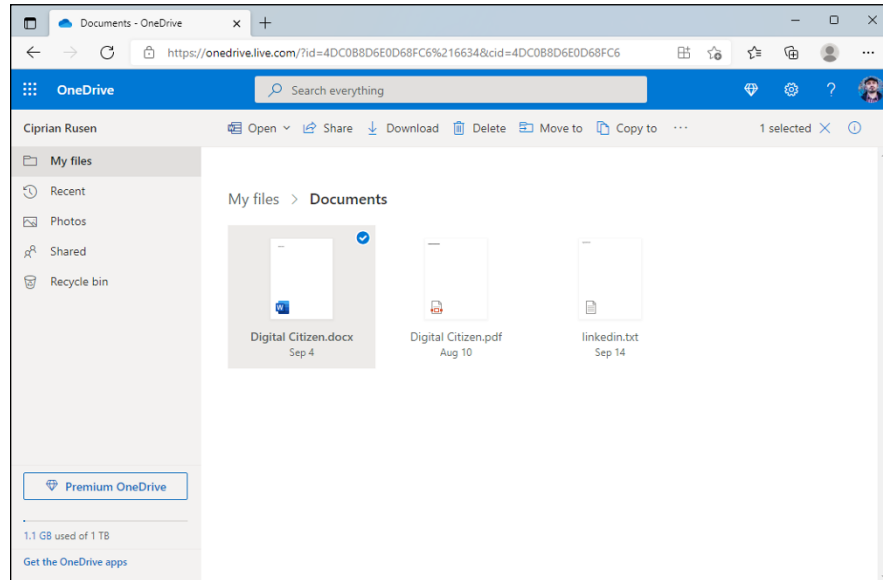 Documents - OneDrive
https://onedrive.live.com/?id=4DC0B8D6E0D68FC6%216634&cid=4DC0B8D6E0D68FC6
OneDrive Search everything ?
Ciprian Rusen Open Share Download Delete Move to Copy to ... 1 selected
My files
Recent
Photos
Shared
Recycle bin
My files > Documents
W
Digital Citizen.docx Digital Citizen.pdf linkedin.txt
Sep 4 Aug 10 Sep 14
Premium OneDrive
1.1 GB used of 1 TB
Get the OneDrive apps